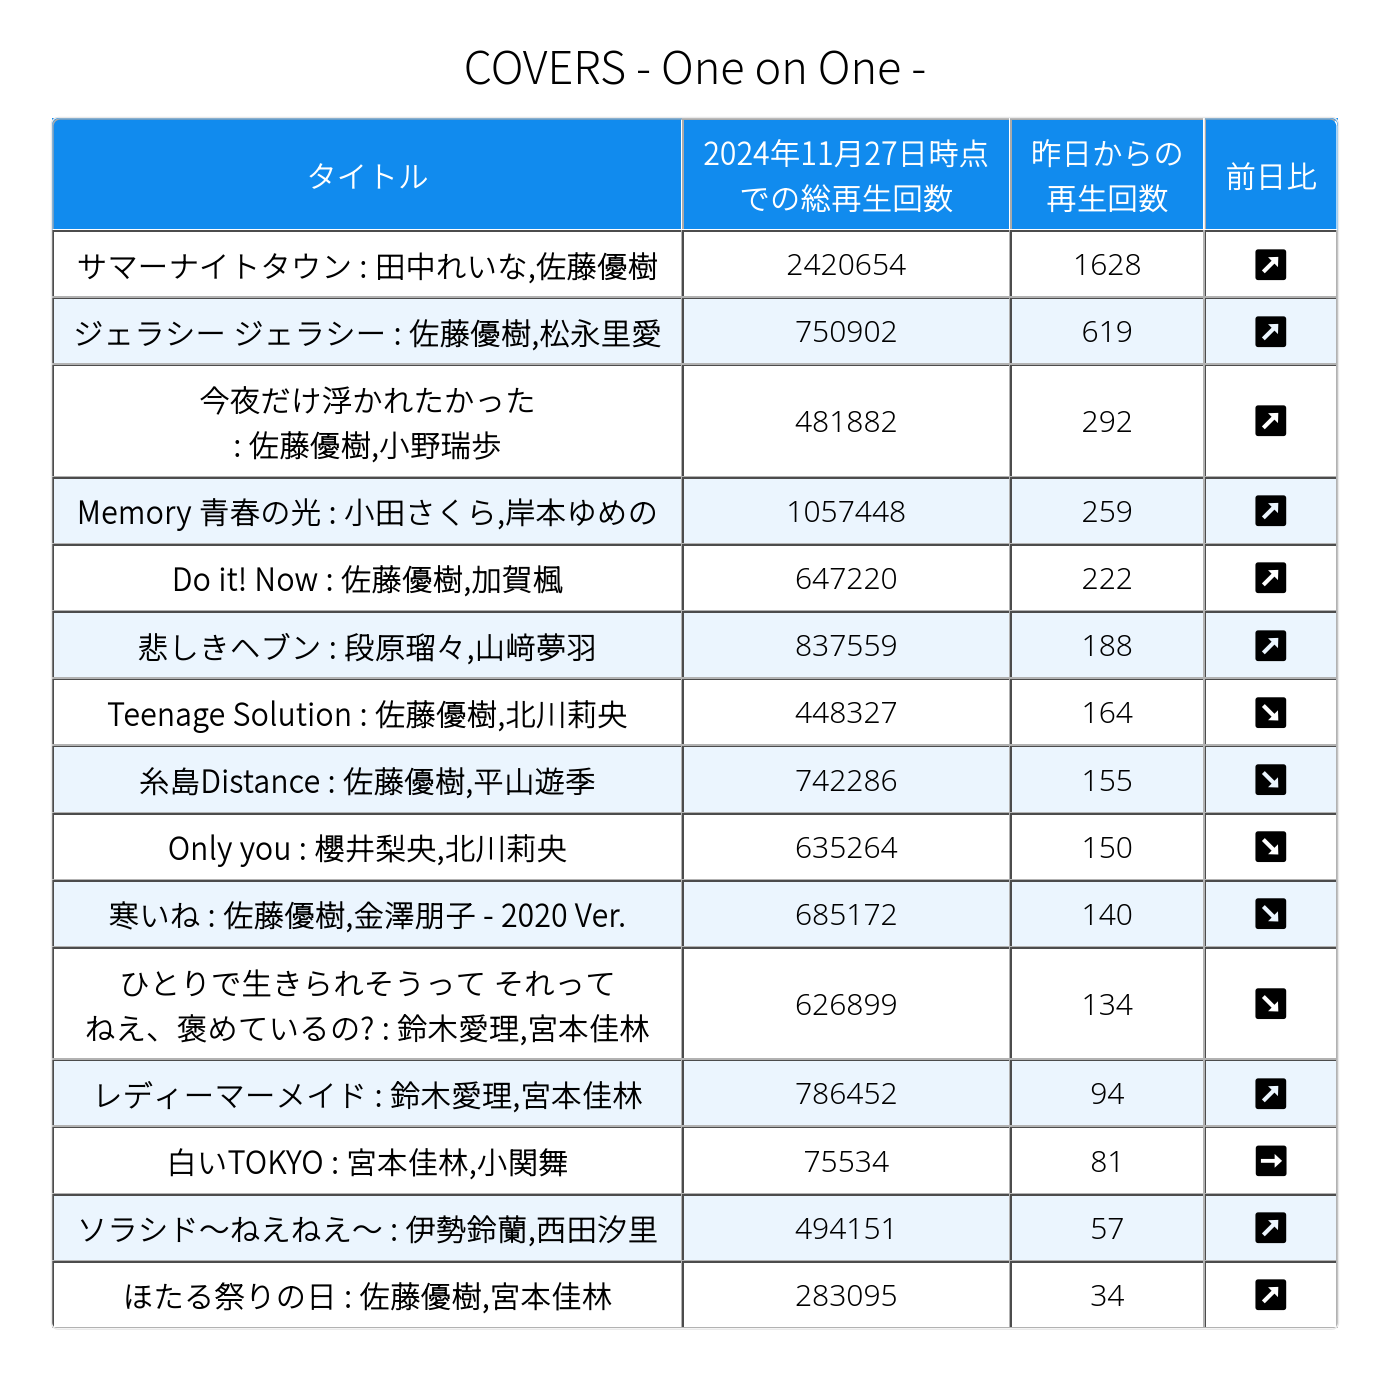 COVERS - One on One -
タイトル
2024年11月27日時点
での総再生回数
昨日からの
再生回数
前日比
サマーナイトタウン : 田中れいな,佐藤優樹
2420654
1628
ジェラシー ジェラシー : 佐藤優樹,松永里愛
750902
619
今夜だけ浮かれたかった
: 佐藤優樹,小野瑞歩
481882
292
Memory 青春の光 : 小田さくら,岸本ゆめの
1057448
259
Do it! Now : 佐藤優樹,加賀楓
647220
222
悲しきヘブン : 段原瑠々,山﨑夢羽
837559
188
Teenage Solution : 佐藤優樹,北川莉央
448327
164
糸島Distance : 佐藤優樹,平山遊季
742286
155
Only you : 櫻井梨央,北川莉央
635264
150
寒いね : 佐藤優樹,金澤朋子 - 2020 Ver.
685172
140
ひとりで生きられそうって それって
ねえ、褒めているの? : 鈴木愛理,宮本佳林
626899
134
レディーマーメイド : 鈴木愛理,宮本佳林
786452
94
白いTOKYO : 宮本佳林,小関舞
75534
81
ソラシド〜ねえねえ〜 : 伊勢鈴蘭,西田汐里
494151
57
ほたる祭りの日 : 佐藤優樹,宮本佳林
283095
34